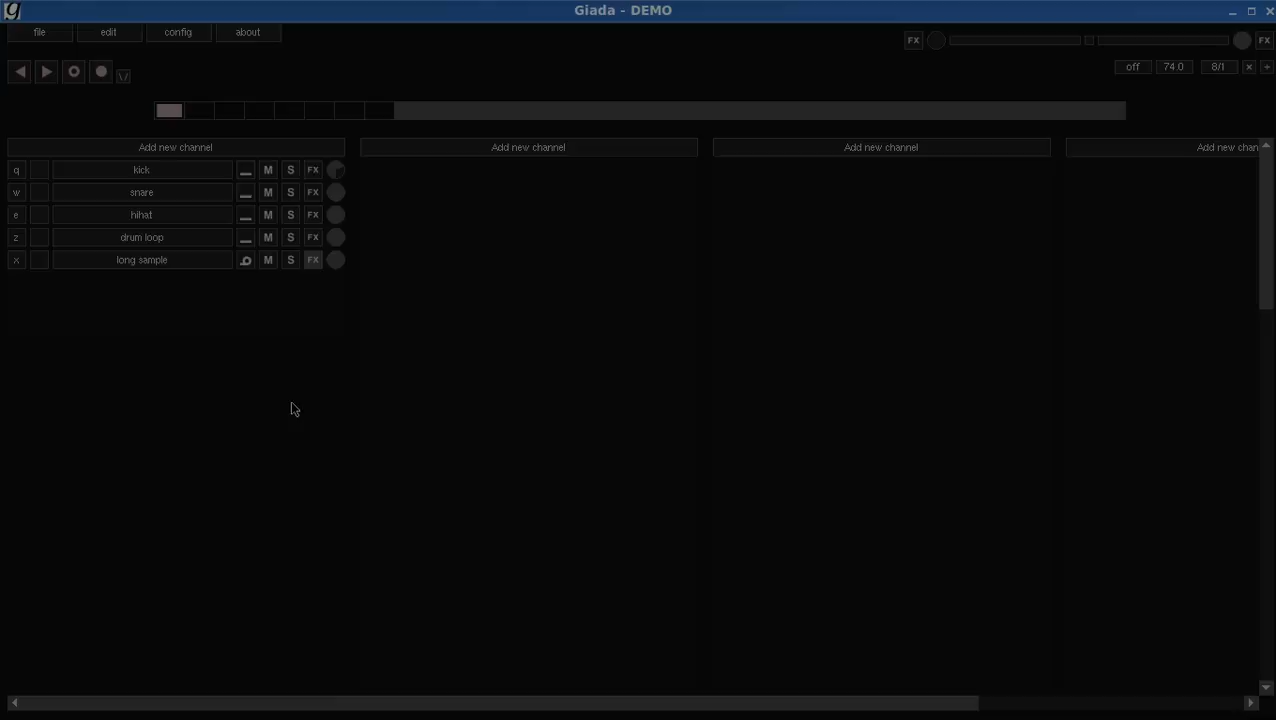 g Giada - DEMO
file edit config about
FX FX
off 74.0 8/1 × +
Add new channel Add new channel Add new channel Add new chan
q kick M S FX
w snare M S FX
e hihat M S FX
z drum loop M S FX
x long sample M S FX